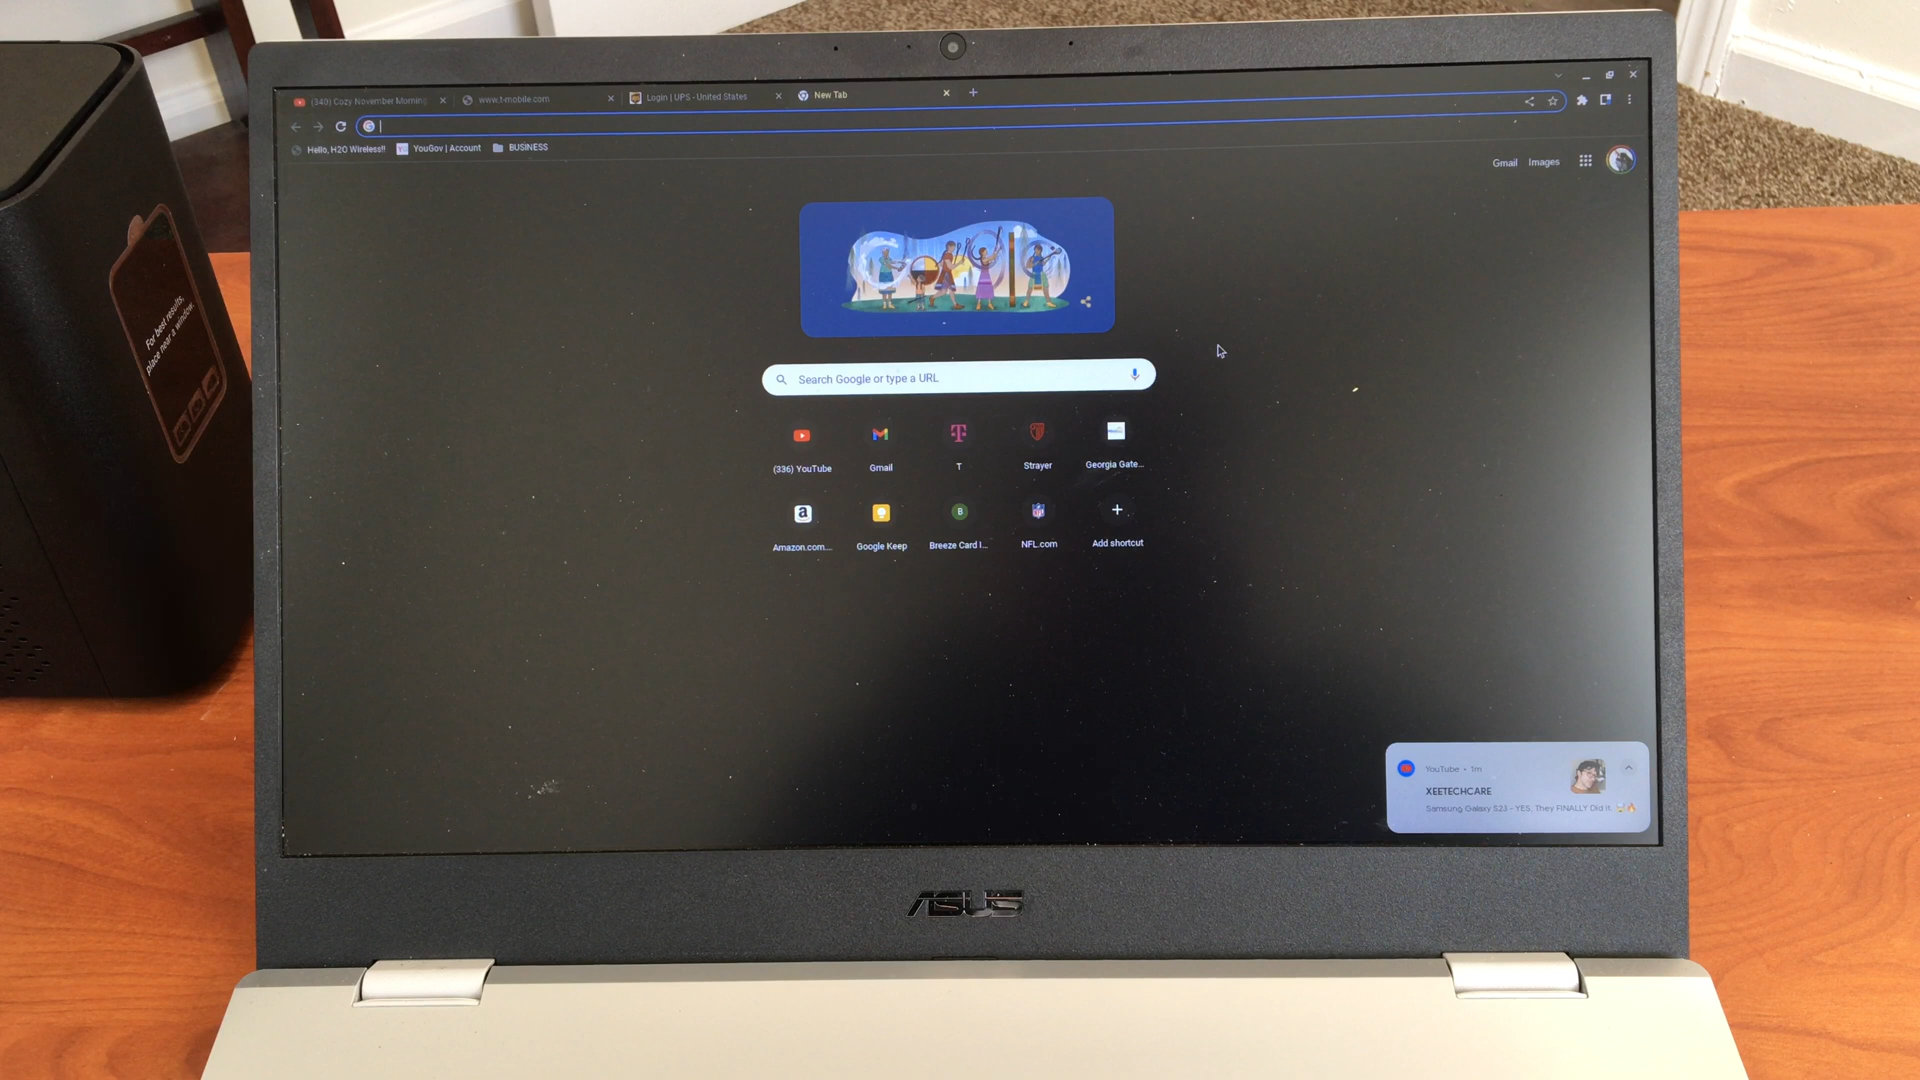 (340) Cozy November Morning
www.t-mobile.com
Login | UPS - United States
New Tab
Hello, H2O Wireless!!
YouGov | Account
BUSINESS
Gmail Images
Google
Search Google or type a URL
(336) YouTube
Gmail
T
Strayer
Georgia Gate...
a
B
Amazon.com...
Google Keep
Breeze Card I...
NFL.com
Add shortcut
For best results,
place near a window.
YouTube • 1m
XEETECHCARE
Samsung Galaxy S23 - YES, They FINALLY Did It. 🤯🔥
ASUS